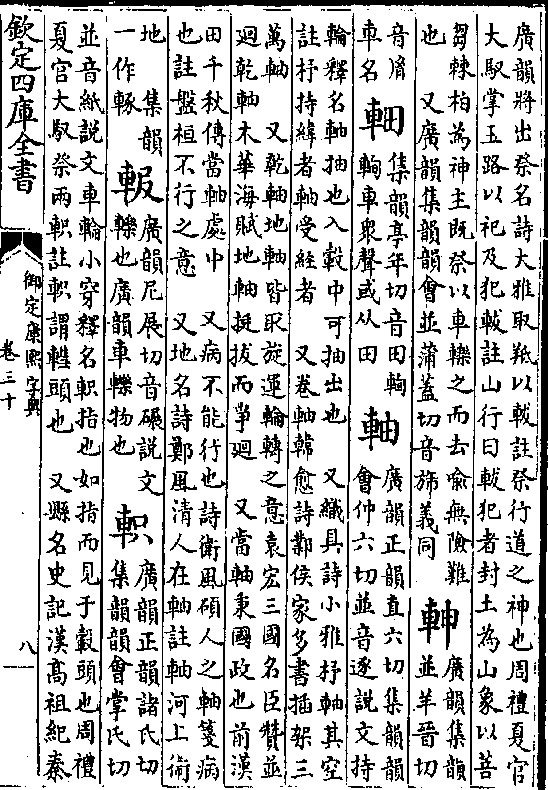 廣韻將出祭名詩大雅取羝以軷註祭行道之神也周禮夏官
大馭掌玉路以祀及犯軷註山行曰軷犯者封土為山象以善
芻棘柏為神主既祭以車轢之而去喻無險難
也　又廣韻集韻韻會並蒲蓋切音旆義同
䡅
廣韻集韻
並羊晉切
音胤
車名
䡒
集韻亭年切音田輷
輷車衆聲或从田
軸
廣韻正韻直六切集韻韻
會仲六切並音逐說文持
輪釋名軸抽也入轂中可抽出也　又織具詩小雅杼軸其空
註杼持緯者軸受經者　又卷軸韓愈詩鄴侯家多書插架三
萬軸　又乾軸地軸皆取旋運輪轉之意袁宏三國名臣贊並
廻乾軸木華海賦地軸挺拔而爭廻　又當軸秉國政也前漢
田千秋傳當軸處中　又病不能行也詩衛風碩人之軸箋病
也註盤桓不行之意　又地名詩鄭風清人在軸註軸河上衛
地　集韻
一作䡚
䡊
廣韻尼展切音碾說文
轢也廣韻車轢物也
軹
廣韻正韻諸氏切
集韻韻會掌氏切
並音紙說文車輪小穿釋名軹指也如指而見于轂頭也周禮
夏官大馭祭兩軹註軹謂轊頭也　又縣名史記漢高祖紀秦
欽定四庫全書
御定康熙字典
卷三十
八